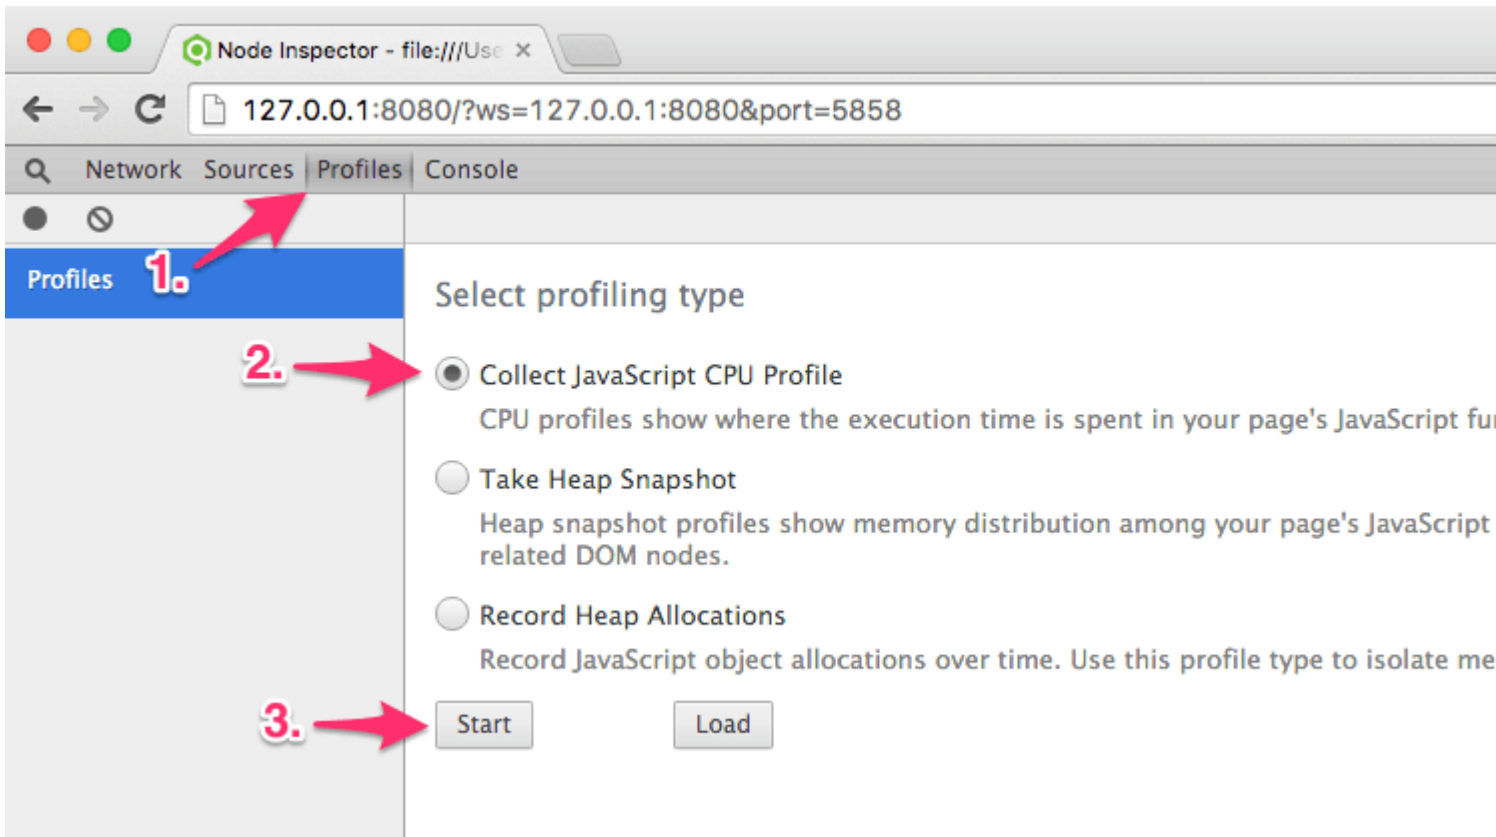 Node Inspector - file:///Use
127.0.0.1:8080/?ws=127.0.0.1:8080&port=5858
Network Sources Profiles Console
Profiles 1.
Select profiling type
2. Collect JavaScript CPU Profile
CPU profiles show where the execution time is spent in your page's JavaScript
Take Heap Snapshot
Heap snapshot profiles show memory distribution among your page's JavaScript
related DOM nodes.
Record Heap Allocations
Record JavaScript object allocations over time. Use this profile type to isolate
3. Start Load